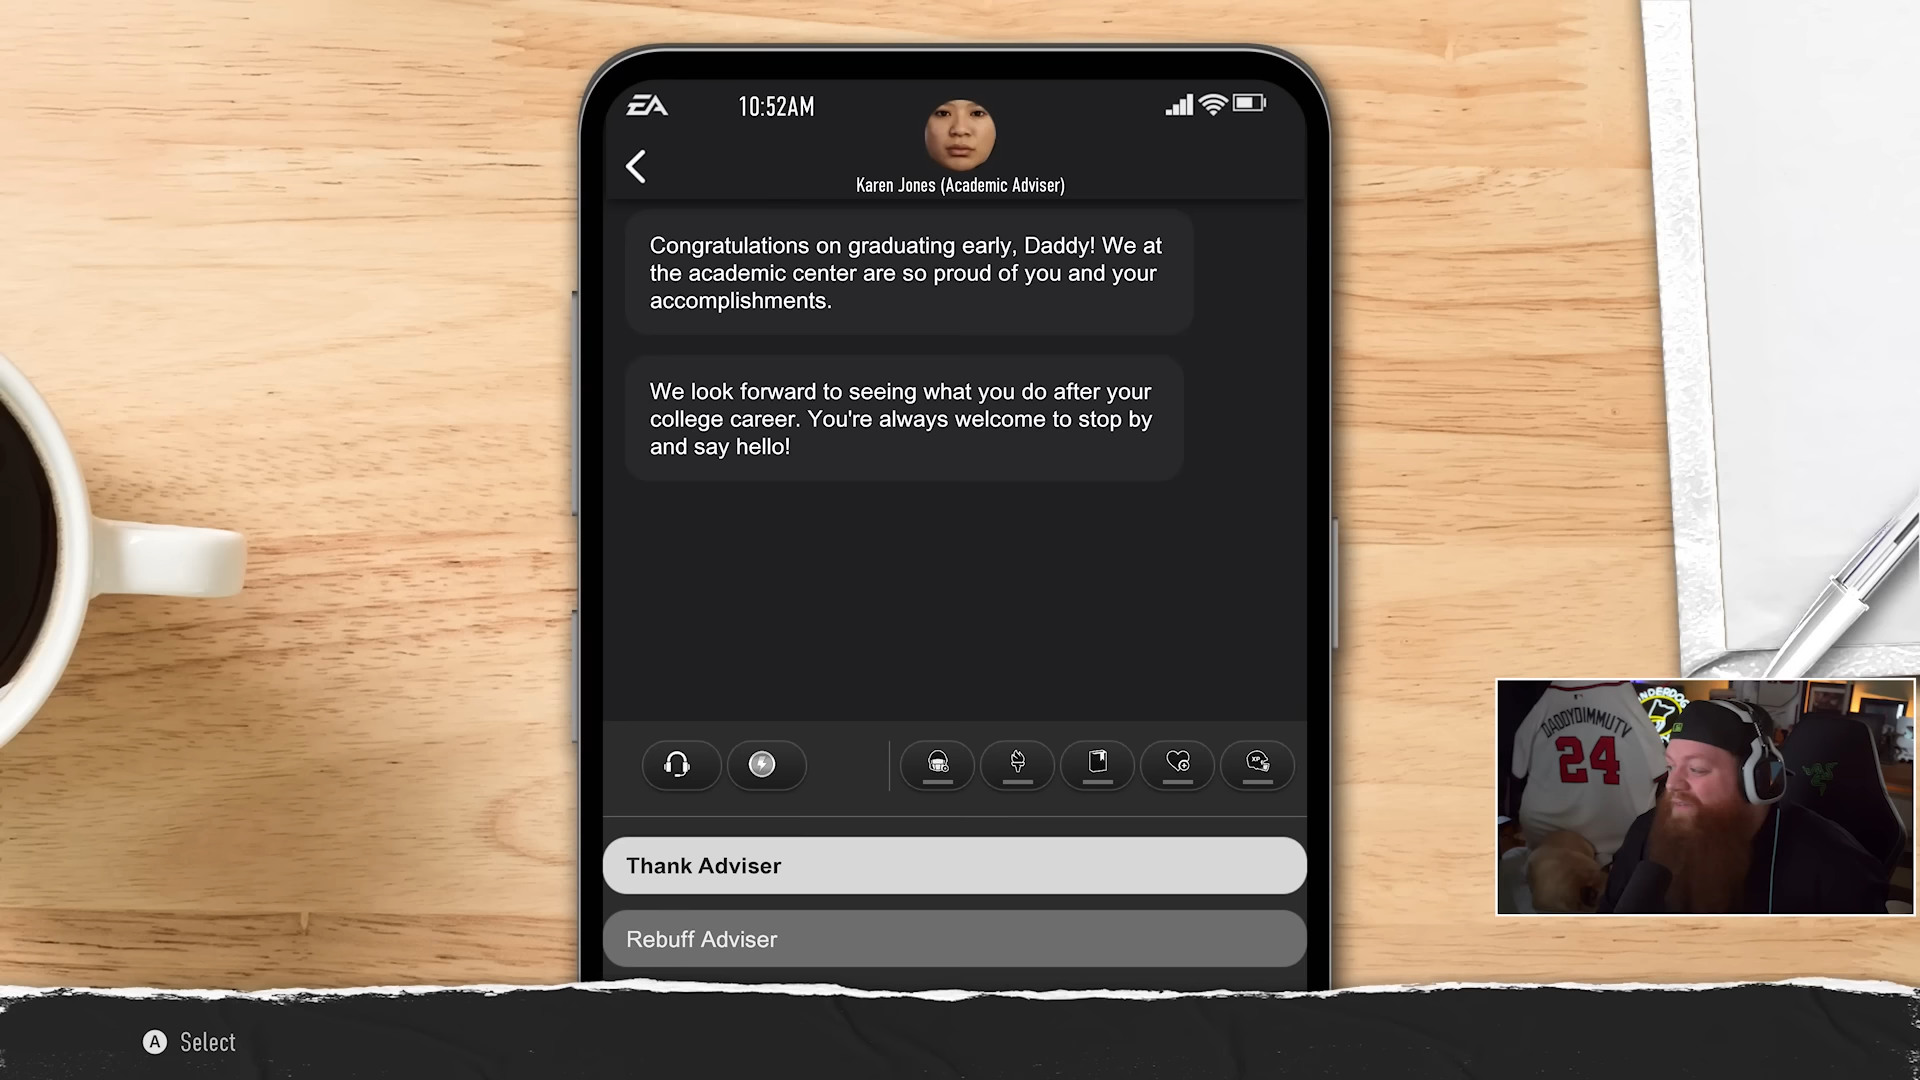 EA
10:52AM
Karen Jones (Academic Adviser)
Congratulations on graduating early, Daddy! We at
the academic center are so proud of you and your
accomplishments.
We look forward to seeing what you do after your
college career. You're always welcome to stop by
and say hello!
XP
Thank Adviser
Rebuff Adviser
DADDYDIMMUTV
24
A Select